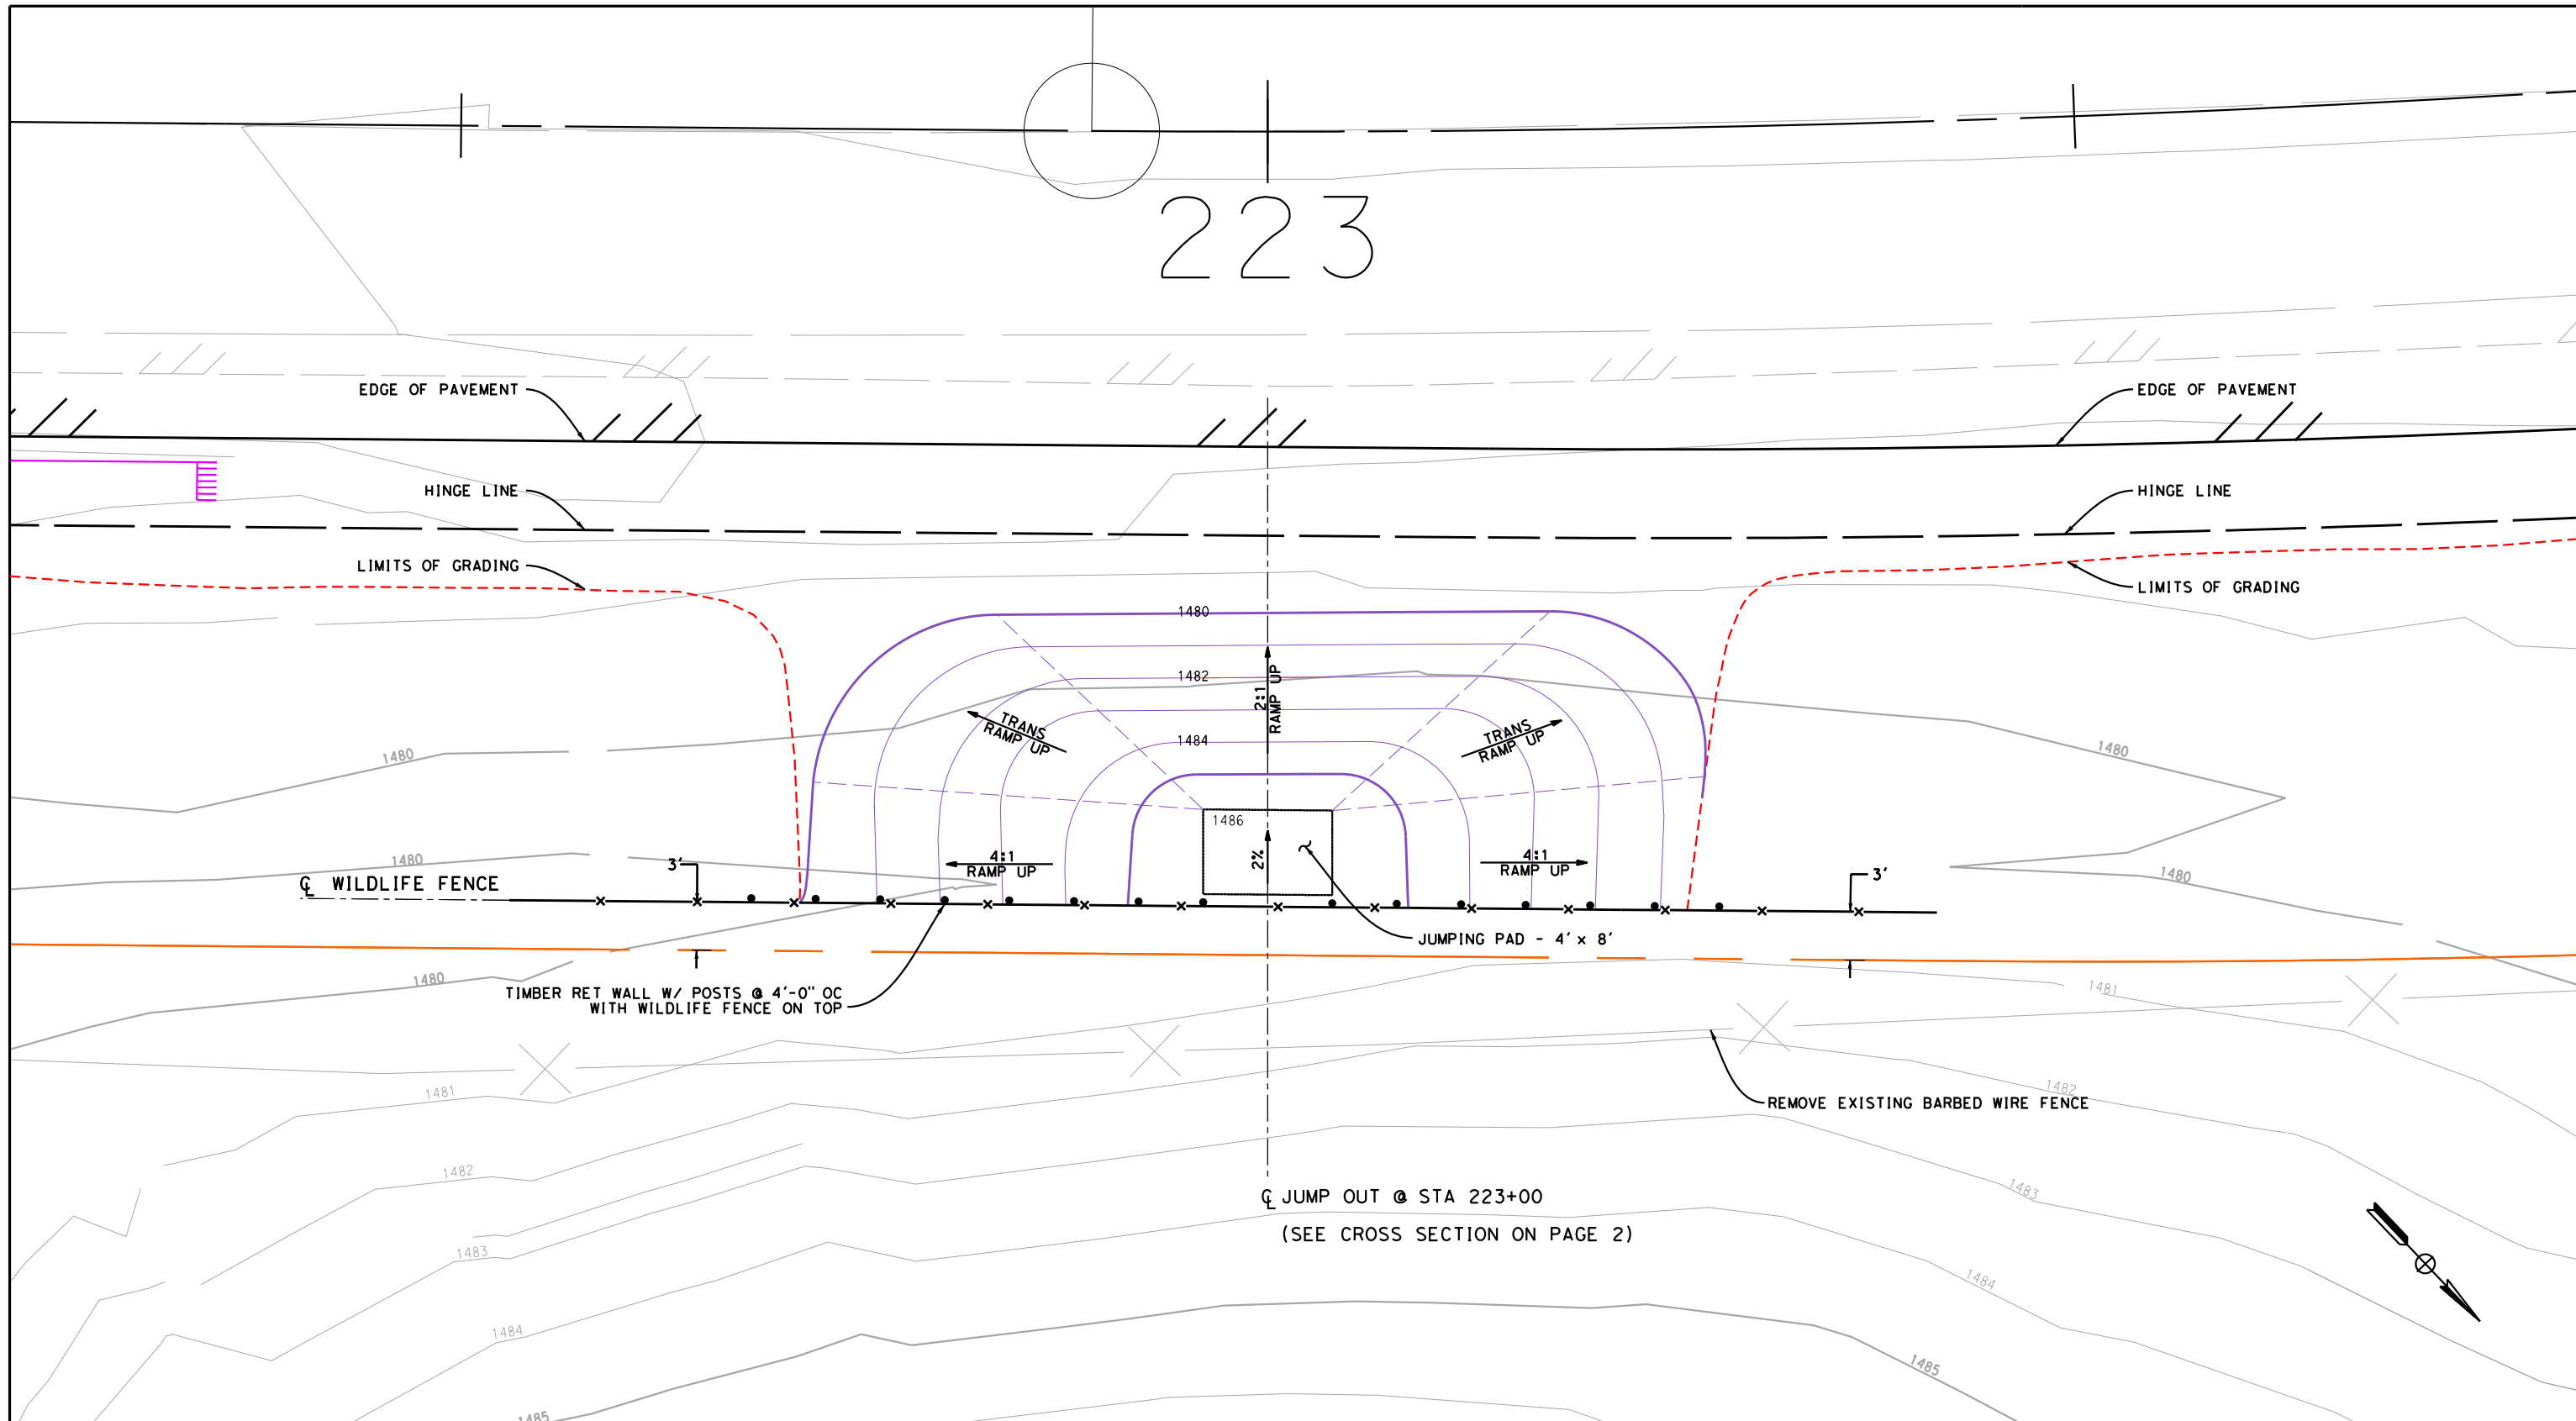 223
EDGE OF PAVEMENT
EDGE OF PAVEMENT
HINGE LINE
HINGE LINE
LIMITS OF GRADING
LIMITS OF GRADING
1480
1482
2:1
RAMP UP
TRANS
RAMP UP
TRANS
RAMP UP
1484
1480
1480
1486
2%
4:1
RAMP UP
4:1
RAMP UP
3'
3'
1480
1480
℄ WILDLIFE FENCE
JUMPING PAD - 4' x 8'
1480
TIMBER RET WALL W/ POSTS @ 4'-0" OC
WITH WILDLIFE FENCE ON TOP
1481
1481
1482
REMOVE EXISTING BARBED WIRE FENCE
1482
1483
℄ JUMP OUT @ STA 223+00
(SEE CROSS SECTION ON PAGE 2)
1483
1484
1484
1485
1485